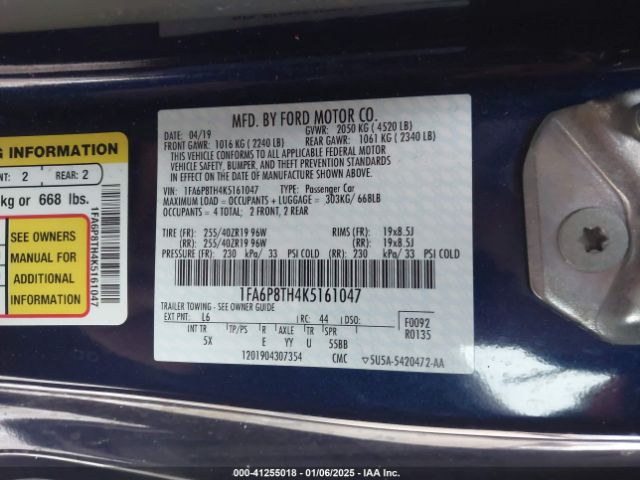 MFD. BY FORD MOTOR CO.
DATE: 04/19 GVWR: 2050 KG ( 4520 LB)
FRONT GAWR: 1016 KG ( 2240 LB) REAR GAWR: 1061 KG ( 2340 LB)
THIS VEHICLE CONFORMS TO ALL APPLICABLE FEDERAL MOTOR
VEHICLE SAFETY, BUMPER, AND THEFT PREVENTION STANDARDS
IN EFFECT ON THE DATE OF MANUFACTURE SHOWN ABOVE.
VIN: 1FA6P8TH4K5161047 TYPE: Passenger Car
MAXIMUM LOAD = OCCUPANTS + LUGGAGE = 303KG/ 668LB
OCCUPANTS = 4 TOTAL; 2 FRONT, 2 REAR
TIRE (FR): 255/40ZR19 96W RIMS (FR): 19x8.5J
(RR): 255/40ZR19 96W (RR): 19x8.5J
PRESSURE (FR): 230 kPa/ 33 PSI COLD (RR): 230 kPa/ 33 PSI COLD
1FA6P8TH4K5161047
TRAILER TOWING - SEE OWNER GUIDE
EXT PNT: L6 RC: 44 DSO: F0092
INT TR TP/PS R AXLE TR SPR R0135
5X E YY U 55BB
1201904307354 CMC 5U5A-5420472-AA
G INFORMATION
NT: 2 REAR: 2
kg or 668 lbs.
SEE OWNERS
MANUAL FOR
ADDITIONAL
INFORMATION
1FA6P8TH4K5161047
000-41255018 - 01/06/2025 - IAA Inc.